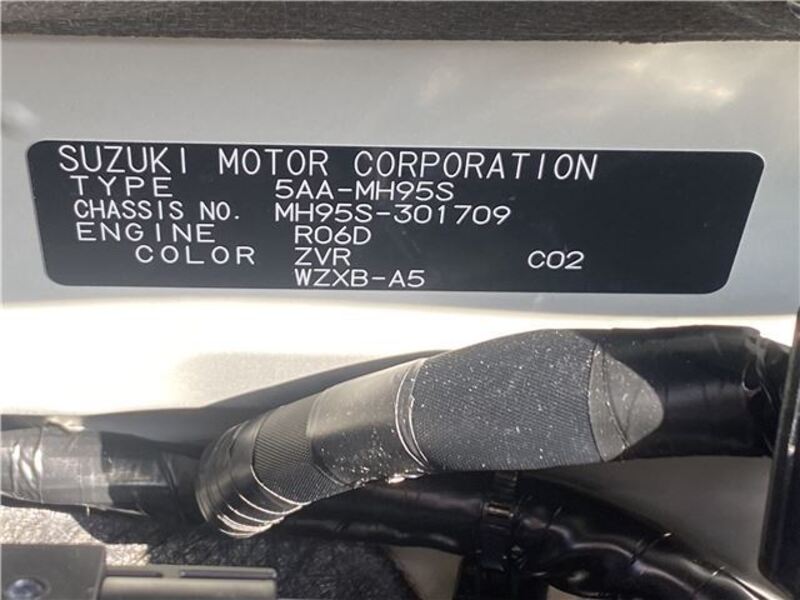 SUZUKI MOTOR CORPORATION
TYPE 5AA-MH95S
CHASSIS NO. MH95S-301709
ENGINE R06D
COLOR ZVR C02
WZXB-A5